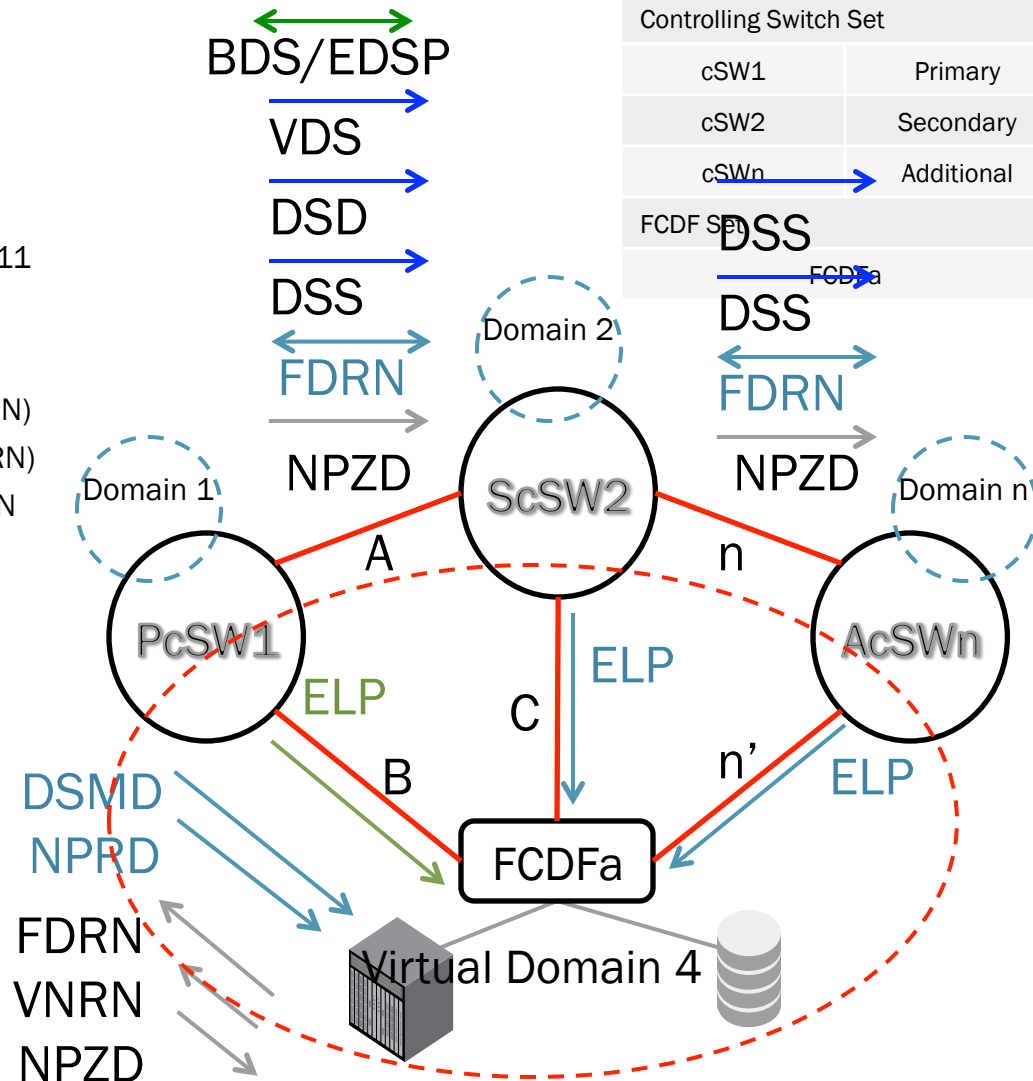 BDS/EDSP
VDS
DSD
DSS
FDRN
NPZD
Controlling Switch Set
cSW1 Primary
cSW2 Secondary
cSWn Additional
FCDF Set
FCDFa
DSS
DSS
FDRN
NPZD
11
N)
RN)
N
Domain 1
Domain 2
Domain n
PcSW1
ScSW2
AcSWn
A
n
ELP
ELP
C
B
n’
ELP
DSMD
NPRD
FCDFa
FDRN
VNRN
NPZD
Virtual Domain 4